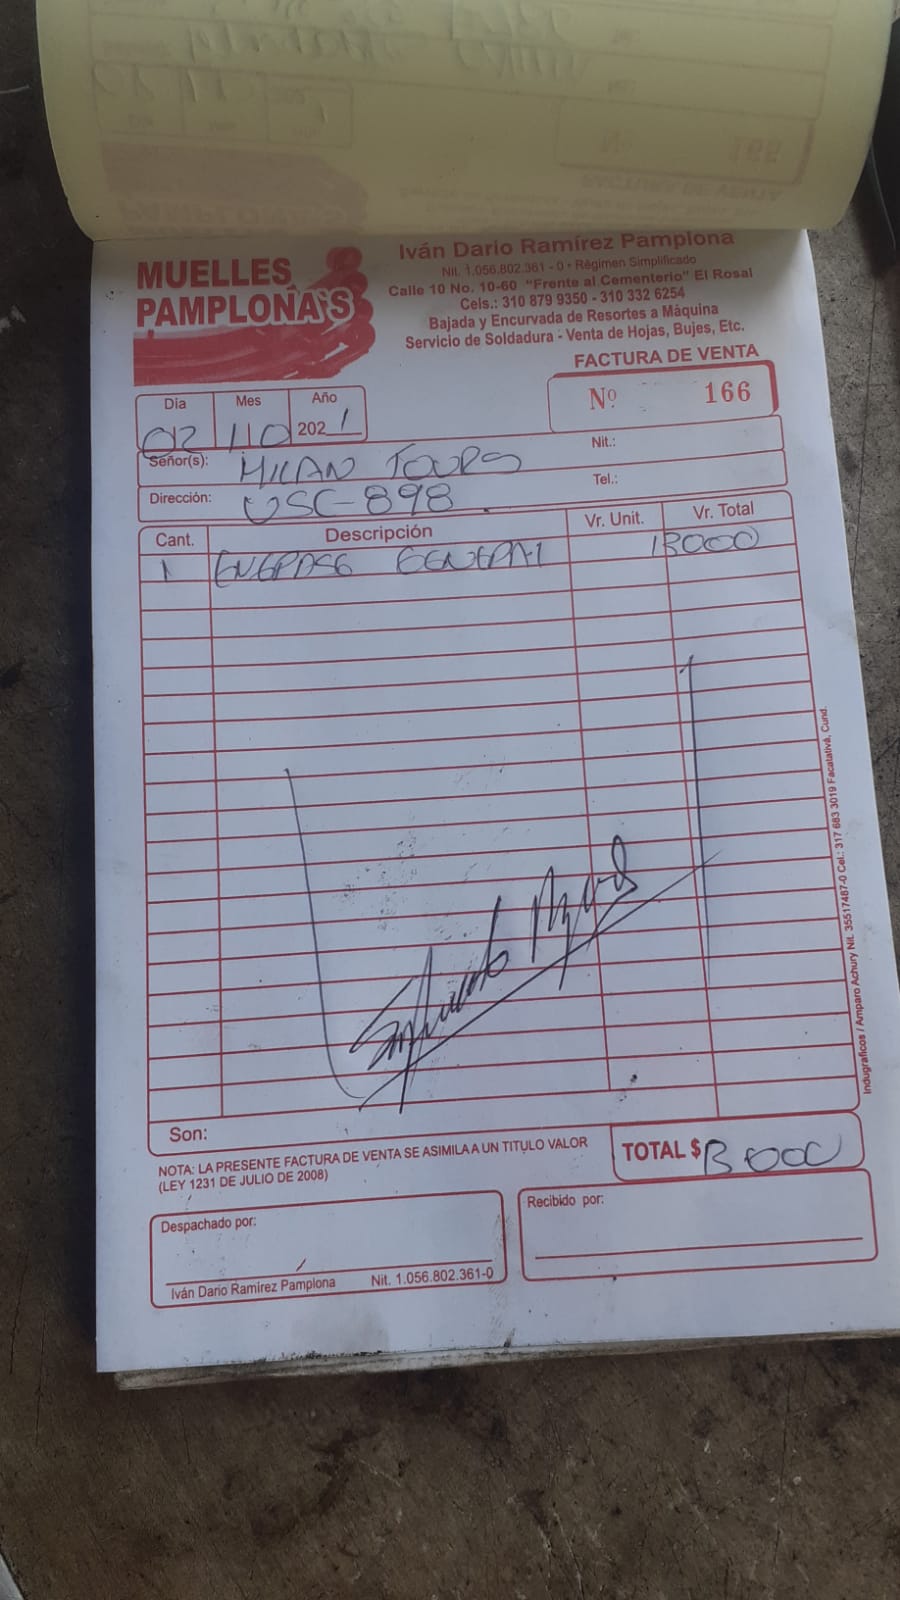 MUELLES
PAMPLONA'S
Iván Dario Ramírez Pamplona
Nit. 1.056.802.361 - 0 • Régimen Simplificado
Calle 10 No. 10-60 "Frente al Cementerio" El Rosal
Cels.: 310 879 9350 - 310 332 6254
Bajada y Encurvada de Resortes a Máquina
Servicio de Soldadura - Venta de Hojas, Bujes, Etc.
FACTURA DE VENTA
Nº 166
Dia Mes Año
02 10 2021
Señor(s): MILAN TOURS Nit.:
Dirección: USC-898 Tel.:
Cant. Descripción Vr. Unit. Vr. Total
1 ENGRASE GENERAL 13000
Son:
NOTA: LA PRESENTE FACTURA DE VENTA SE ASIMILA A UN TITULO VALOR
(LEY 1231 DE JULIO DE 2008)
TOTAL $ 13000
Despachado por:
Recibido por:
Iván Dario Ramirez Pamplona Nit. 1.056.802.361-0
Indugraficos / Amparo Achury Nit. 35517487-0 Cel.: 317 683 3019 Facatativá, Cund.